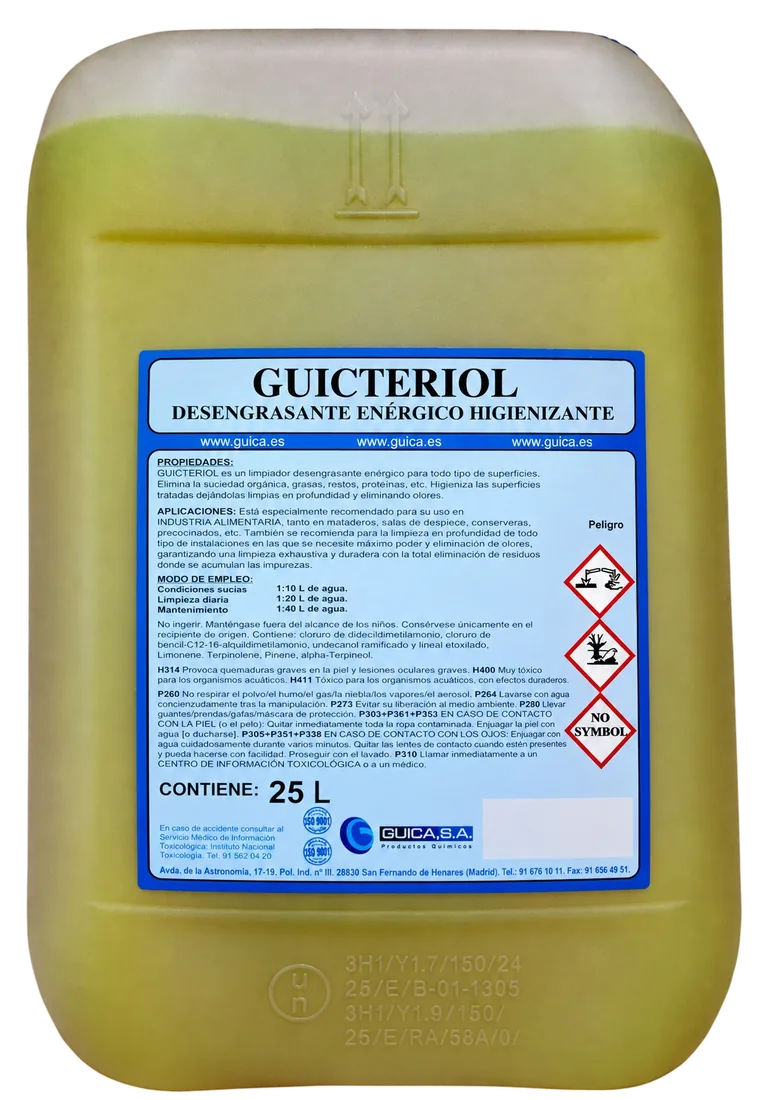 GUICTERIOL
DESENGRASANTE ENÉRGICO HIGIENIZANTE
www.guica.es www.guica.es www.guica.es
PROPIEDADES:
GUICTERIOL es un limpiador desengrasante enérgico para todo tipo de superficies.
Elimina la suciedad orgánica, grasas, restos, proteínas, etc. Higieniza las superficies
tratadas dejándolas limpias en profundidad y eliminando olores.
APLICACIONES: Está especialmente recomendado para su uso en
INDUSTRIA ALIMENTARIA, tanto en mataderos, salas de despiece, conserveras,
precocinados, etc. También se recomienda para la limpieza en profundidad de todo
tipo de instalaciones en las que se necesite máximo poder y eliminación de olores,
garantizando una limpieza exhaustiva y duradera con la total eliminación de residuos
donde se acumulan las impurezas.
MODO DE EMPLEO:
Condiciones sucias 1:10 L de agua.
Limpieza diaria 1:20 L de agua.
Mantenimiento 1:40 L de agua.
No ingerir. Manténgase fuera del alcance de los niños. Consérvese únicamente en el
recipiente de origen. Contiene: cloruro de didecildimetilamonio, cloruro de
bencil-C12-16-alquildimetilamonio, undecanol ramificado y lineal etoxilado,
Limonene. Terpinolene, Pinene, alpha-Terpineol.
H314 Provoca quemaduras graves en la piel y lesiones oculares graves. H400 Muy tóxico
para los organismos acuáticos. H411 Tóxico para los organismos acuáticos, con efectos duraderos.
P260 No respirar el polvo/el humo/el gas/la niebla/los vapores/el aerosol. P264 Lavarse con agua
concienzudamente tras la manipulación. P273 Evitar su liberación al medio ambiente. P280 Llevar
guantes/prendas/gafas/máscara de protección. P303+P361+P353 EN CASO DE CONTACTO
CON LA PIEL (o el pelo): Quitar inmediatamente toda la ropa contaminada. Enjuagar la piel con
agua [o ducharse]. P305+P351+P338 EN CASO DE CONTACTO CON LOS OJOS: Enjuagar con
agua cuidadosamente durante varios minutos. Quitar las lentes de contacto cuando estén presentes
y pueda hacerse con facilidad. Proseguir con el lavado. P310 Llamar inmediatamente a un
CENTRO DE INFORMACIÓN TOXICOLÓGICA o a un médico.
Peligro
NO
SYMBOL
CONTIENE: 25 L
En caso de accidente consultar al
Servicio Médico de Información
Toxicológica: Instituto Nacional
Toxicología. Tel. 91 562 04 20
ISO 9001
ISO 9001
GUICA, S.A.
Productos Químicos
Avda. de la Astronomía, 17-19. Pol. Ind. nº III. 28830 San Fernando de Henares (Madrid). Tel.: 91 676 10 11. Fax: 91 656 49 51.
un
3H1/Y1.7/150/24
25/E/B-01-1305
3H1/Y1.9/150/
25/E/RA/58A/0/